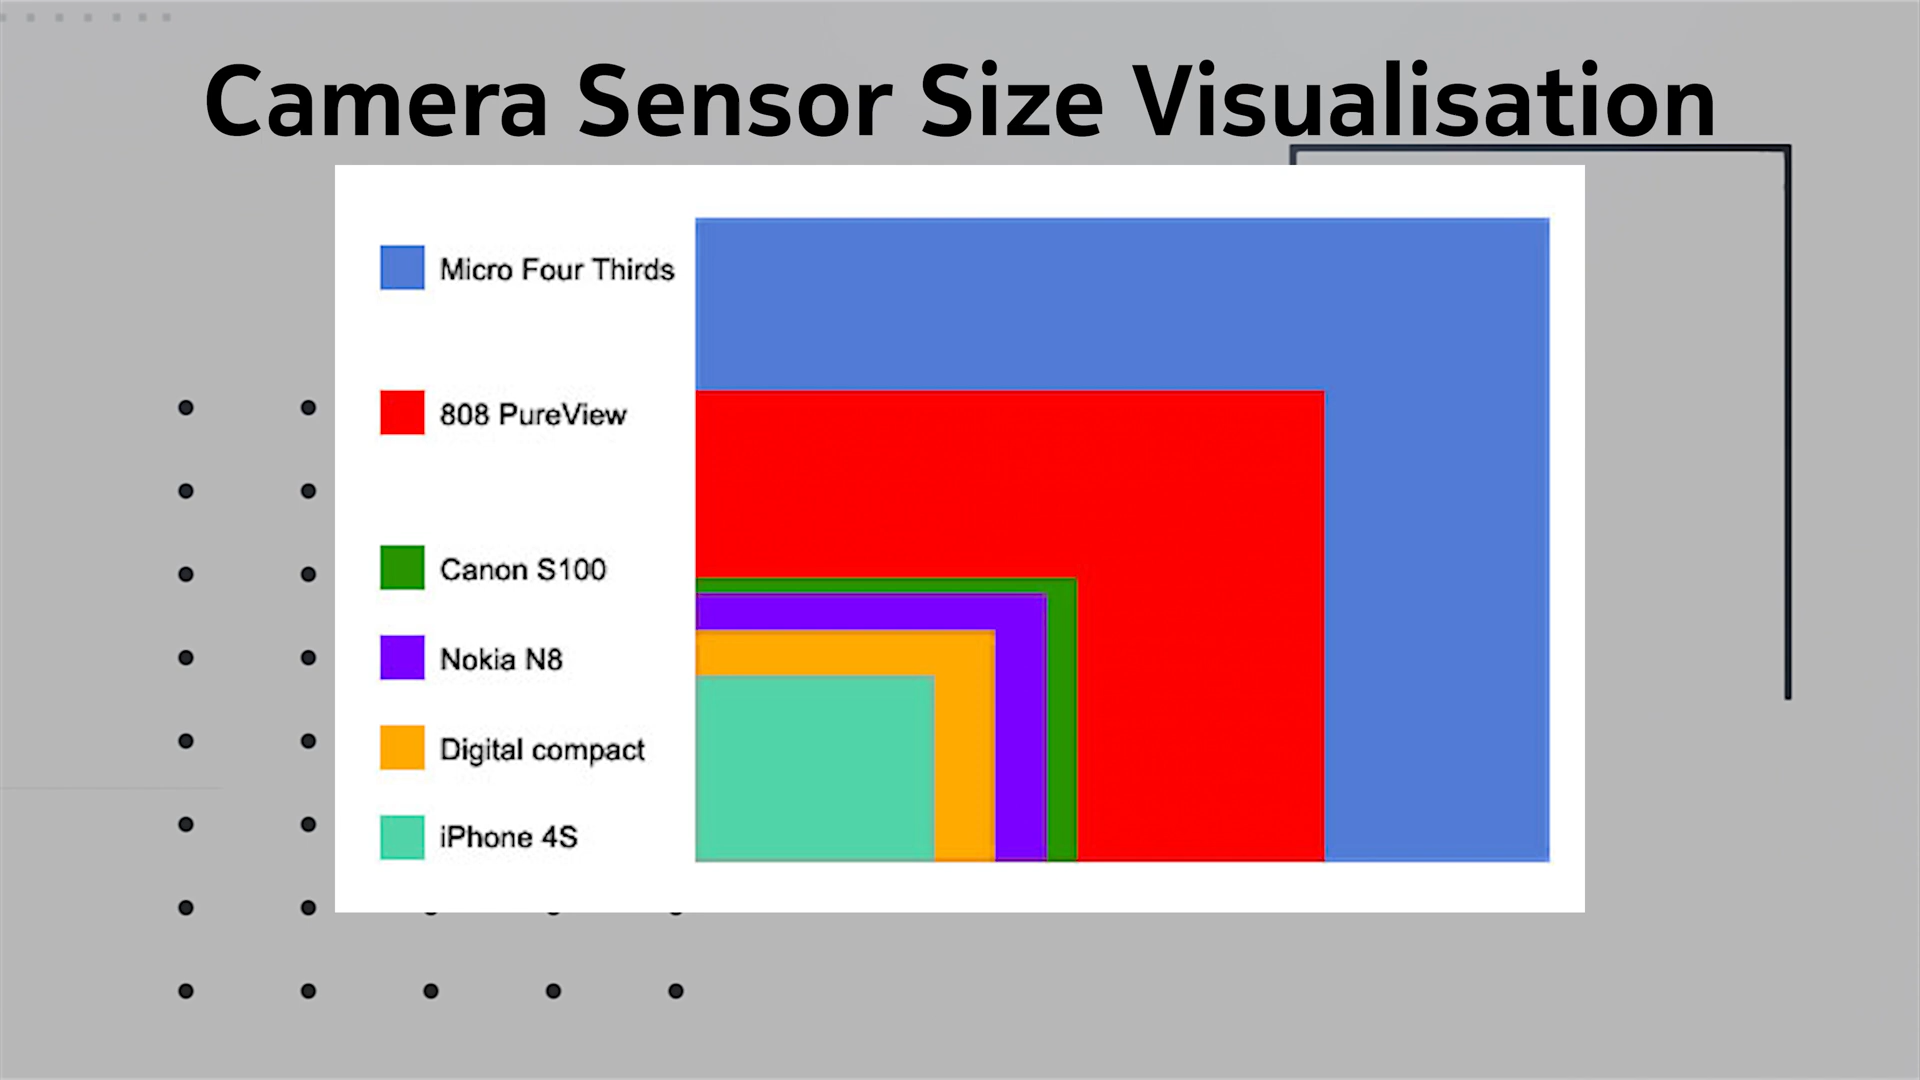 Camera Sensor Size Visualisation
Micro Four Thirds
808 PureView
Canon S100
Nokia N8
Digital compact
iPhone 4S